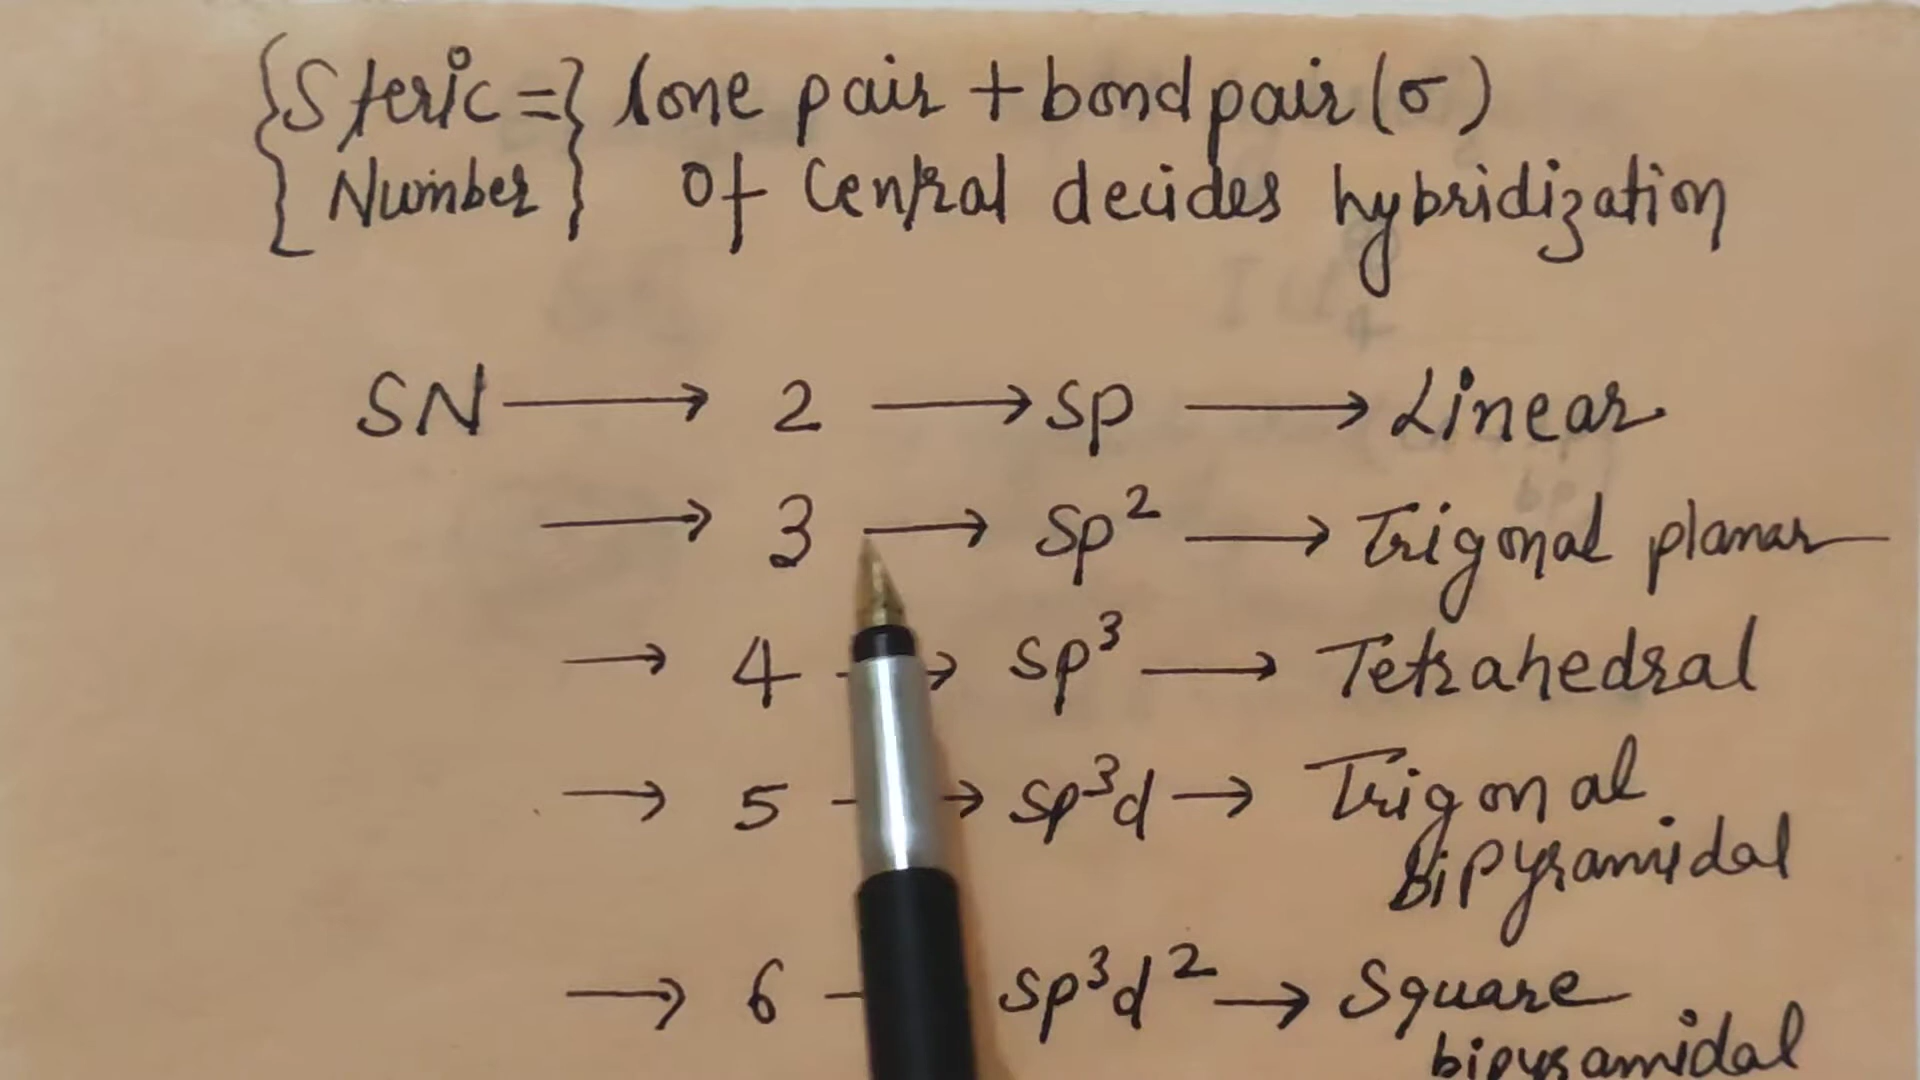 {Steric =} lone pair + bond pair (σ)
{Number} of Central decides hybridization
SN → 2 → sp → Linear
→ 3 → sp² → Trigonal planar
→ 4 → sp³ → Tetrahedral
→ 5 → sp³d → Trigonal
bipyramidal
→ 6 - sp³d² → Square
bipyramidal